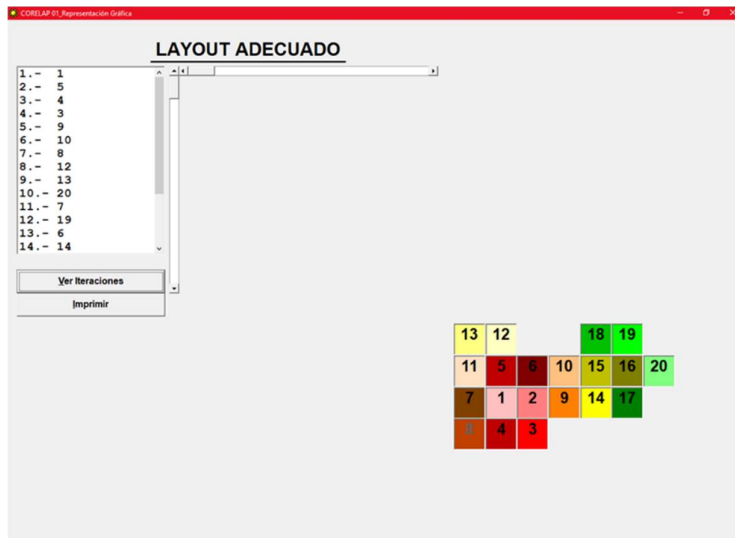 CORELAP 01_Representación Gráfica
LAYOUT ADECUADO
1.- 1
2.- 5
3.- 4
4.- 3
5.- 9
6.- 10
7.- 8
8.- 12
9.- 13
10.- 20
11.- 7
12.- 19
13.- 6
14.- 14
Ver Iteraciones
Imprimir
13 12 18 19
11 5 6 10 15 16 20
7 1 2 9 14 17
8 4 3